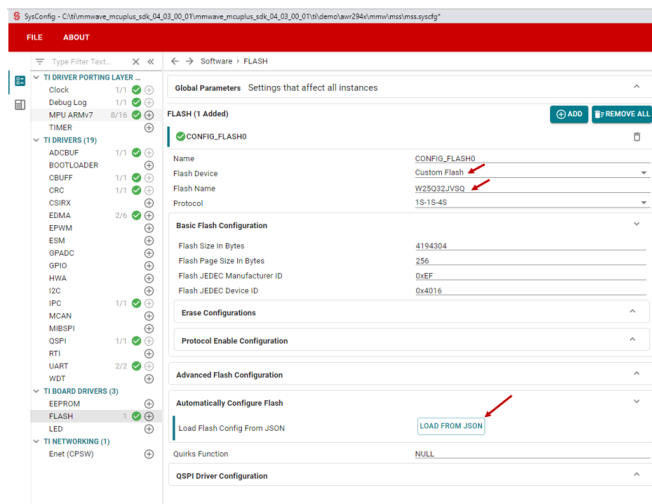 SysConfig - C:\ti\mmwave_mcuplus_sdk_04_03_00_01\mmwave_mcuplus_sdk_04_03_00_01\ti\demo\awr294x\mmw\mss\mss.syscfg*
FILE ABOUT
Type Filter Text... X « ← → Software › FLASH
TI DRIVER PORTING LAYER ...
Clock 1/1
Debug Log 1/1
MPU ARMv7 8/16
TIMER
TI DRIVERS (19)
ADCBUF 1/1
BOOTLOADER
CBUFF 1/1
CRC 1/1
CSIRX
EDMA 2/6
EPWM
ESM
GPADC
GPIO
HWA
I2C
IPC 1/1
MCAN
MIBSPI
QSPI 1/1
RTI
UART 2/2
WDT
TI BOARD DRIVERS (3)
EEPROM
FLASH 1
LED
TI NETWORKING (1)
Enet (CPSW)
Global Parameters Settings that affect all instances
FLASH (1 Added) ADD REMOVE ALL
CONFIG_FLASH0
Name CONFIG_FLASH0
Flash Device Custom Flash
Flash Name W25Q32JVSQ
Protocol 1S-1S-4S
Basic Flash Configuration
Flash Size In Bytes 4194304
Flash Page Size In Bytes 256
Flash JEDEC Manufacturer ID 0xEF
Flash JEDEC Device ID 0x4016
Erase Configurations
Protocol Enable Configuration
Advanced Flash Configuration
Automatically Configure Flash
Load Flash Config From JSON LOAD FROM JSON
Quirks Function NULL
QSPI Driver Configuration